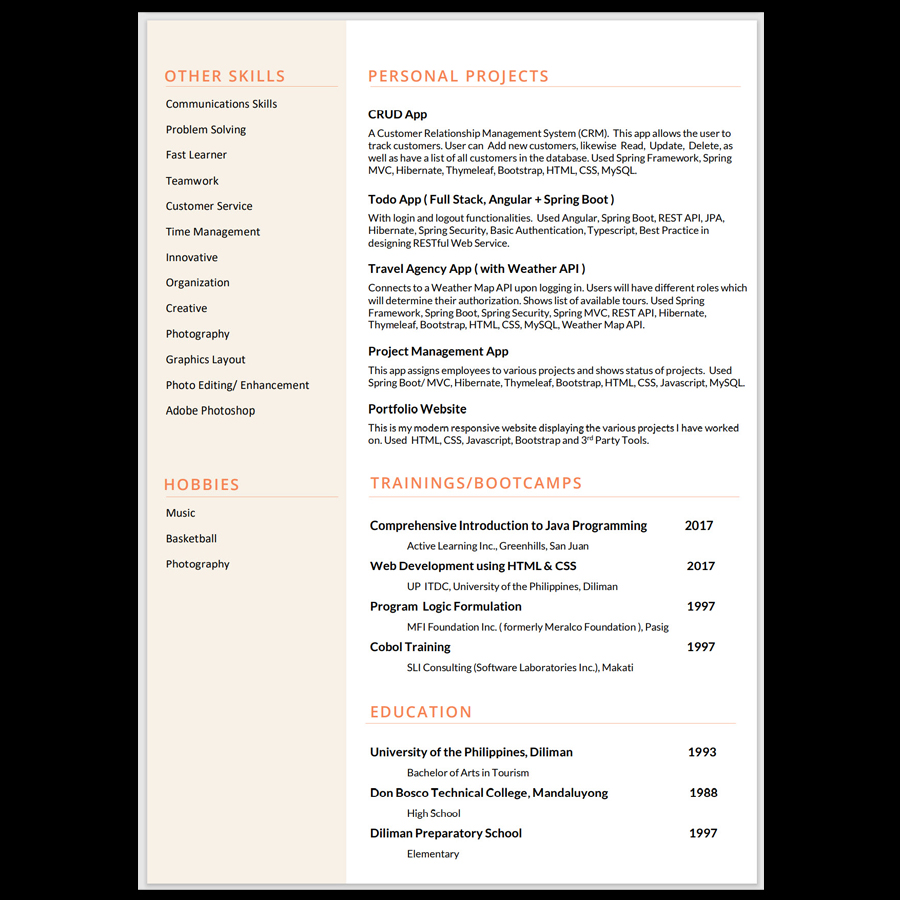 OTHER SKILLS
Communications Skills
Problem Solving
Fast Learner
Teamwork
Customer Service
Time Management
Innovative
Organization
Creative
Photography
Graphics Layout
Photo Editing/ Enhancement
Adobe Photoshop
HOBBIES
Music
Basketball
Photography
PERSONAL PROJECTS
CRUD App
A Customer Relationship Management System (CRM). This app allows the user to
track customers. User can Add new customers, likewise Read, Update, Delete, as
well as have a list of all customers in the database. Used Spring Framework, Spring
MVC, Hibernate, Thymeleaf, Bootstrap, HTML, CSS, MySQL.
Todo App ( Full Stack, Angular + Spring Boot )
With login and logout functionalities. Used Angular, Spring Boot, REST API, JPA,
Hibernate, Spring Security, Basic Authentication, Typescript, Best Practice in
designing RESTful Web Service.
Travel Agency App ( with Weather API )
Connects to a Weather Map API upon logging in. Users will have different roles which
will determine their authorization. Shows list of available tours. Used Spring
Framework, Spring Boot, Spring Security, Spring MVC, REST API, Hibernate,
Thymeleaf, Bootstrap, HTML, CSS, MySQL, Weather Map API.
Project Management App
This app assigns employees to various projects and shows status of projects. Used
Spring Boot/ MVC, Hibernate, Thymeleaf, Bootstrap, HTML, CSS, Javascript, MySQL.
Portfolio Website
This is my modern responsive website displaying the various projects I have worked
on. Used HTML, CSS, Javascript, Bootstrap and 3rd Party Tools.
TRAININGS/BOOTCAMPS
Comprehensive Introduction to Java Programming 2017
Active Learning Inc., Greenhills, San Juan
Web Development using HTML & CSS 2017
UP ITDC, University of the Philippines, Diliman
Program Logic Formulation 1997
MFI Foundation Inc. ( formerly Meralco Foundation ), Pasig
Cobol Training 1997
SLI Consulting (Software Laboratories Inc.), Makati
EDUCATION
University of the Philippines, Diliman 1993
Bachelor of Arts in Tourism
Don Bosco Technical College, Mandaluyong 1988
High School
Diliman Preparatory School 1997
Elementary